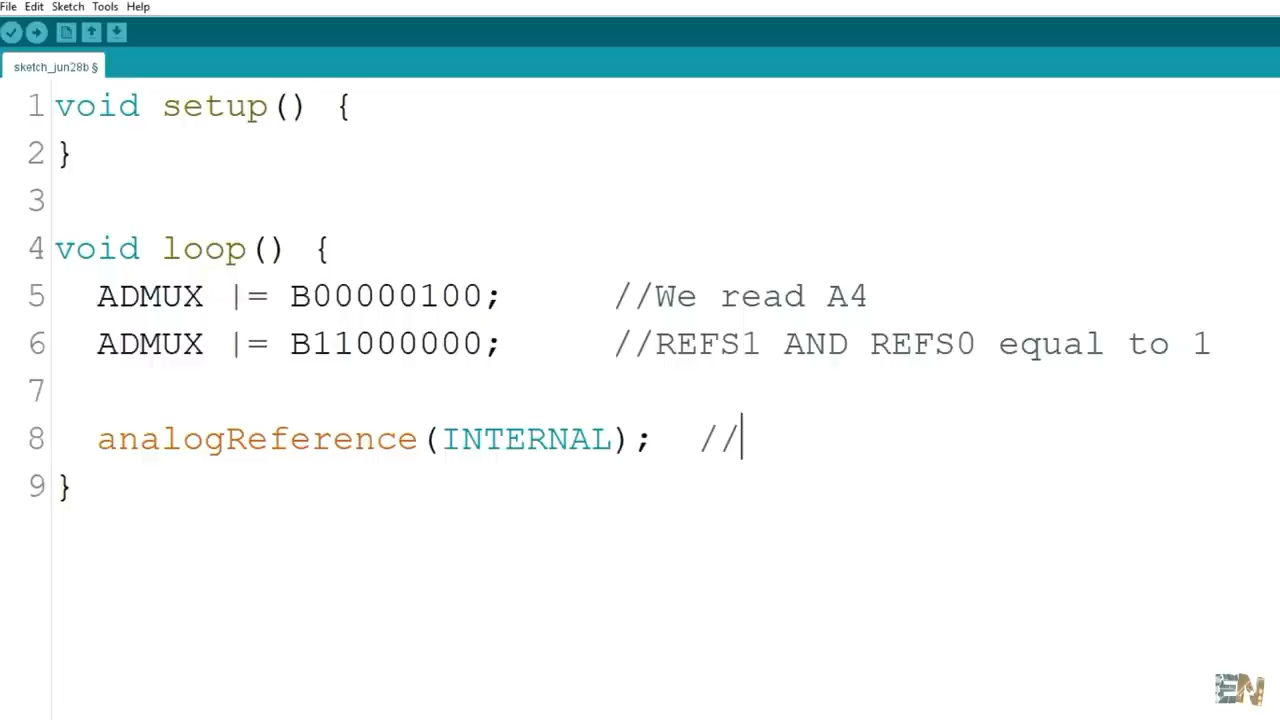 File Edit Sketch Tools Help
sketch_jun28b §
1 void setup() {
2 }
3
4 void loop() {
5 ADMUX |= B00000100; //We read A4
6 ADMUX |= B11000000; //REFS1 AND REFS0 equal to 1
7
8 analogReference(INTERNAL); //
9 }
EN